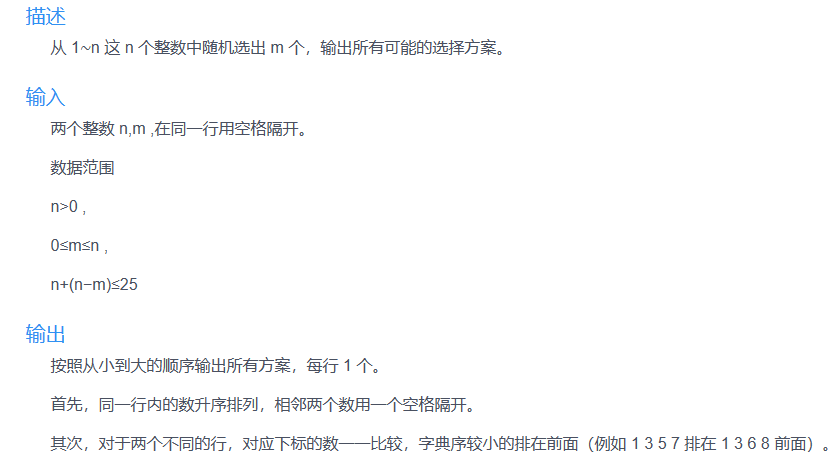 描述
从 1~n 这 n 个整数中随机选出 m 个，输出所有可能的选择方案。
输入
两个整数 n,m ,在同一行用空格隔开。
数据范围
n>0 ,
0≤m≤n ,
n+(n−m)≤25
输出
按照从小到大的顺序输出所有方案，每行 1 个。
首先，同一行内的数升序排列，相邻两个数用一个空格隔开。
其次，对于两个不同的行，对应下标的数一一比较，字典序较小的排在前面（例如 1 3 5 7 排在 1 3 6 8 前面）。